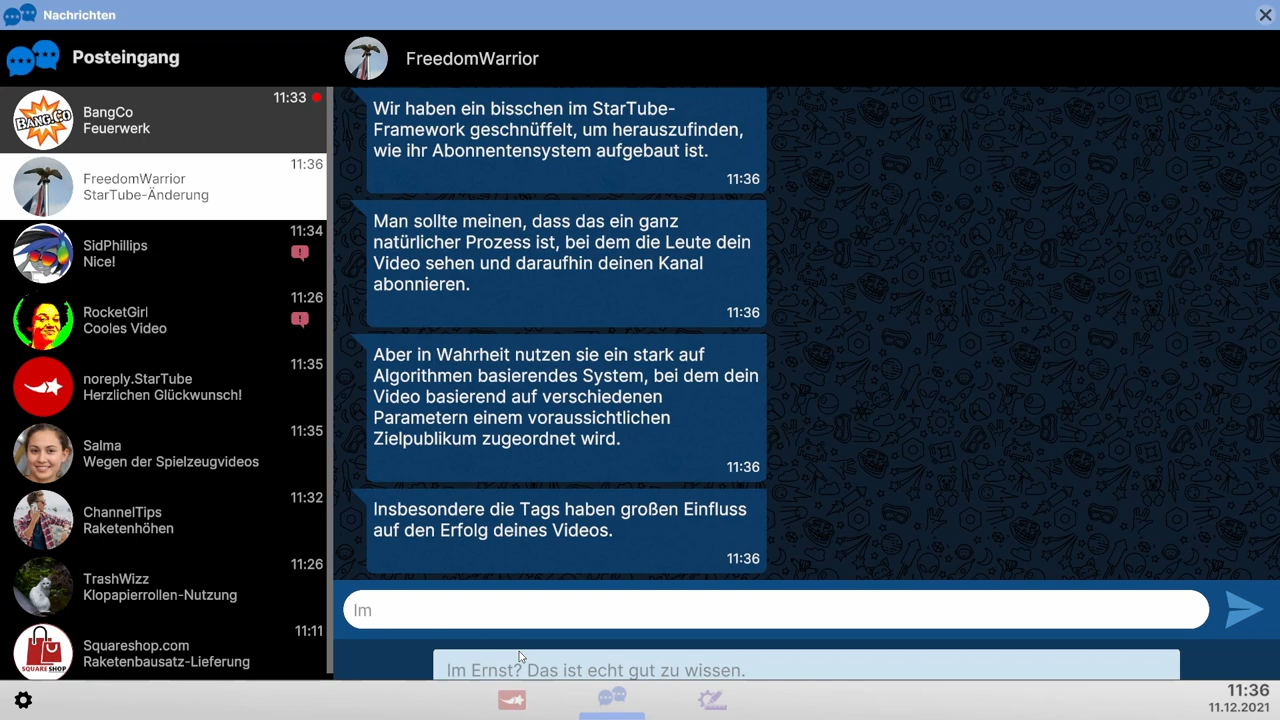 Nachrichten
Posteingang
FreedomWarrior
BangCo
Feuerwerk
11:33
BANG.CO
FreedomWarrior
StarTube-Änderung
11:36
SidPhillips
Nice!
11:34
RocketGirl
Cooles Video
11:26
noreply.StarTube
Herzlichen Glückwunsch!
11:35
Salma
Wegen der Spielzeugvideos
11:35
ChannelTips
Raketenhöhen
11:32
TrashWizz
Klopapierrollen-Nutzung
11:26
Squareshop.com
Raketenbausatz-Lieferung
11:11
SQUARE SHOP
Wir haben ein bisschen im StarTube-
Framework geschnüffelt, um herauszufinden,
wie ihr Abonnentensystem aufgebaut ist.
11:36
Man sollte meinen, dass das ein ganz
natürlicher Prozess ist, bei dem die Leute dein
Video sehen und daraufhin deinen Kanal
abonnieren.
11:36
Aber in Wahrheit nutzen sie ein stark auf
Algorithmen basierendes System, bei dem dein
Video basierend auf verschiedenen
Parametern einem voraussichtlichen
Zielpublikum zugeordnet wird.
11:36
Insbesondere die Tags haben großen Einfluss
auf den Erfolg deines Videos.
11:36
Im
Im Ernst? Das ist echt gut zu wissen.
11:36
11.12.2021